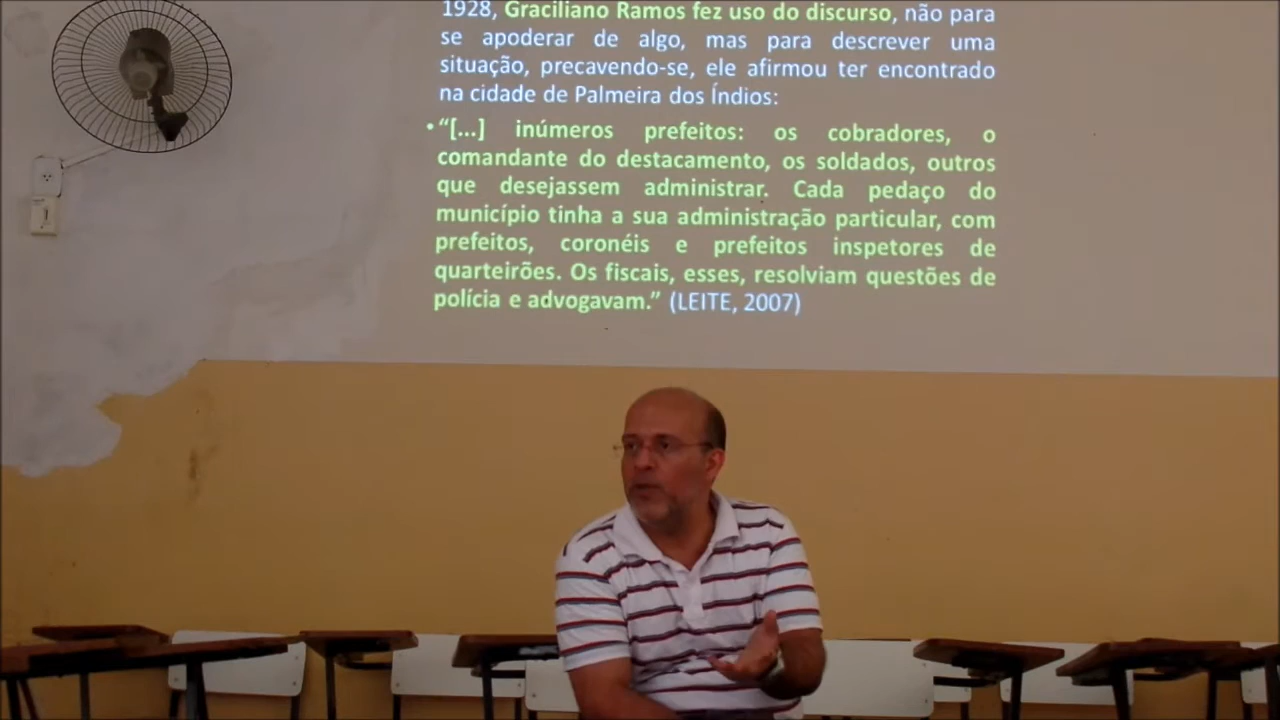 1928, Graciliano Ramos fez uso do discurso, não para
se apoderar de algo, mas para descrever uma
situação, precavendo-se, ele afirmou ter encontrado
na cidade de Palmeira dos Índios:
• “[...] inúmeros prefeitos: os cobradores, o
comandante do destacamento, os soldados, outros
que desejassem administrar. Cada pedaço do
município tinha a sua administração particular, com
prefeitos, coronéis e prefeitos inspetores de
quarteirões. Os fiscais, esses, resolviam questões de
polícia e advogavam.” (LEITE, 2007)